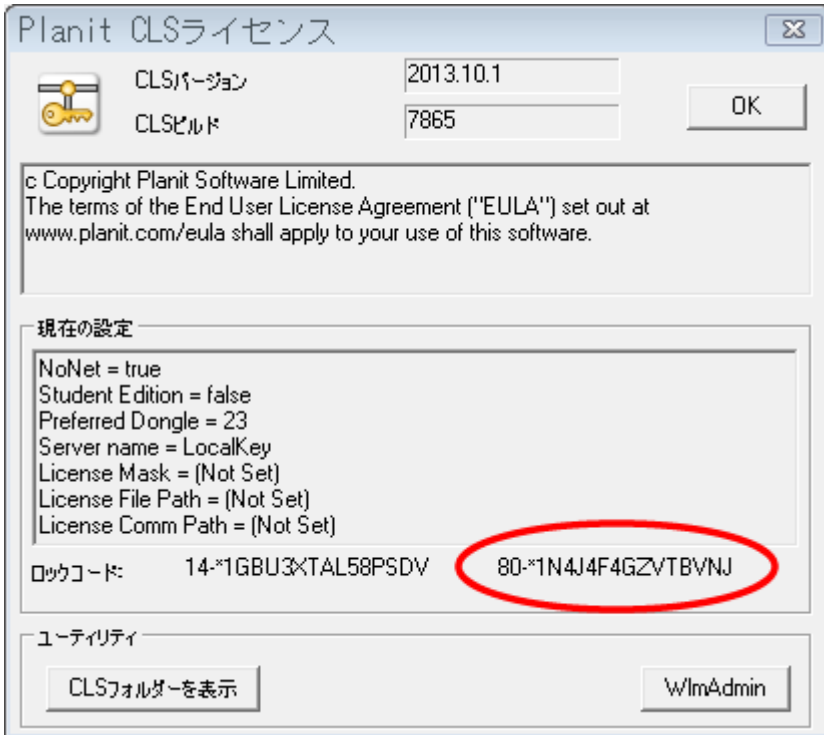 Planit CLSライセンス
CLSバージョン 2013.10.1
CLSビルド 7865
OK
c Copyright Planit Software Limited.
The terms of the End User License Agreement ("EULA") set out at
www.planit.com/eula shall apply to your use of this software.
現在の設定
NoNet = true
Student Edition = false
Preferred Dongle = 23
Server name = LocalKey
License Mask = (Not Set)
License File Path = (Not Set)
License Comm Path = (Not Set)
ロックコード: 14-*1GBU3XTAL58PSDV 80-*1N4J4F4GZVTBVNJ
ユーティリティ
CLSフォルダーを表示 WlmAdmin